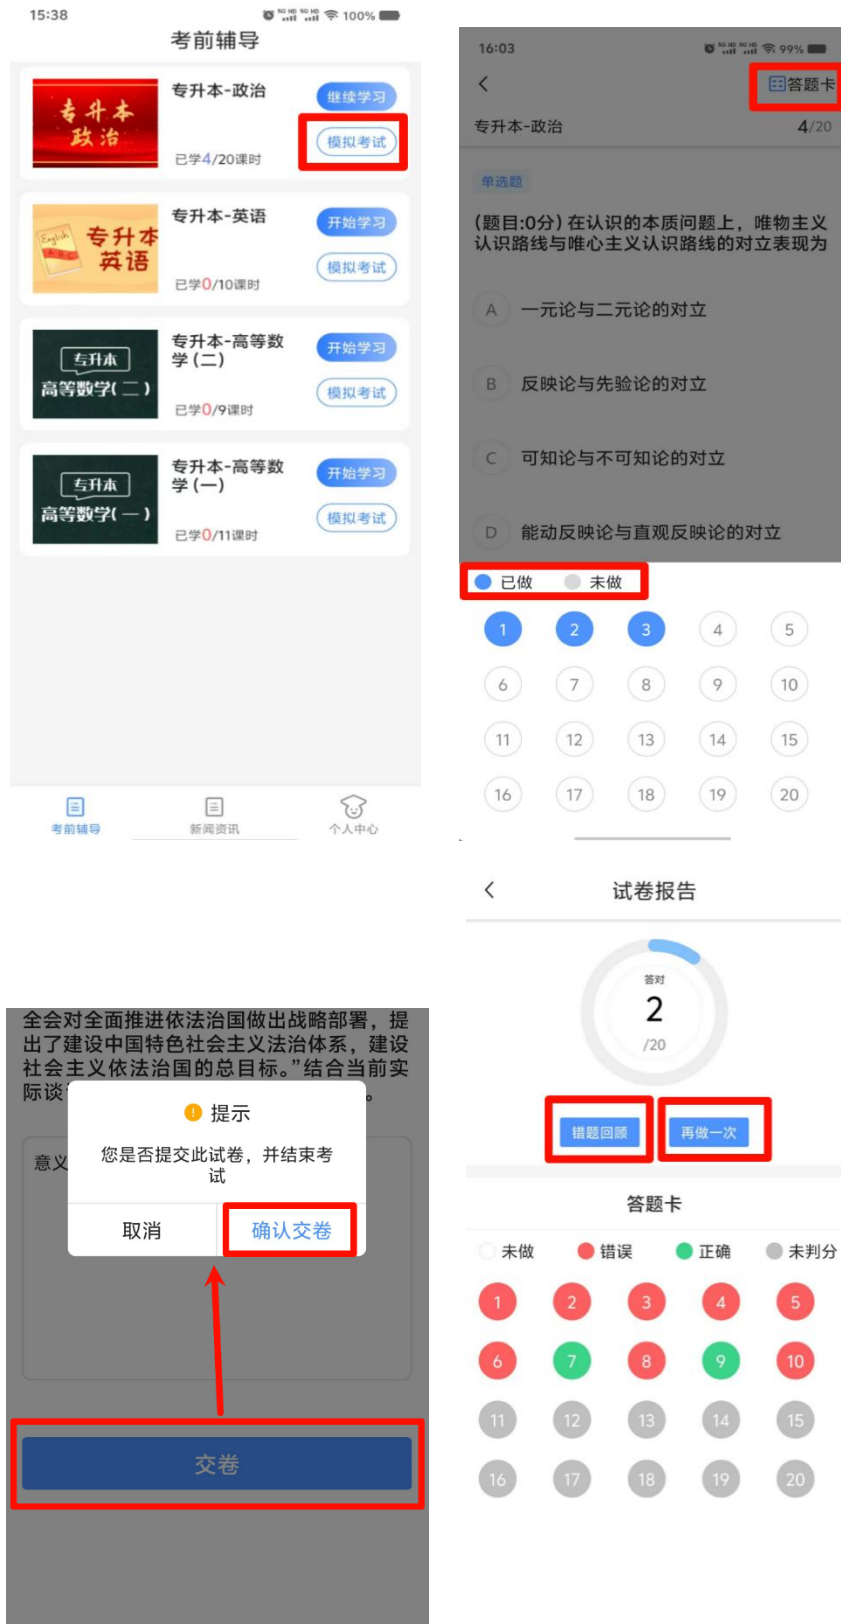 15:38
100%
考前辅导
专升本
政治
专升本-政治
继续学习
模拟考试
已学4/20课时
English
专升本
英语
专升本-英语
开始学习
模拟考试
已学0/10课时
专升本
高等数学(二)
专升本-高等数
学(二)
开始学习
模拟考试
已学0/9课时
专升本
高等数学(一)
专升本-高等数
学(一)
开始学习
模拟考试
已学0/11课时
考前辅导
新闻资讯
个人中心
16:03
99%
答题卡
专升本-政治
4/20
单选题
(题目:0分)在认识的本质问题上，唯物主义
认识路线与唯心主义认识路线的对立表现为
A 一元论与二元论的对立
B 反映论与先验论的对立
C 可知论与不可知论的对立
D 能动反映论与直观反映论的对立
已做 未做
1 2 3 4 5
6 7 8 9 10
11 12 13 14 15
16 17 18 19 20
全会对全面推进依法治国做出战略部署，提
出了建设中国特色社会主义法治体系，建设
社会主义依法治国的总目标。”结合当前实
际谈
。
意义
提示
您是否提交此试卷，并结束考
试
取消
确认交卷
交卷
试卷报告
答对
2
/20
错题回顾
再做一次
答题卡
未做 错误 正确 未判分
1 2 3 4 5
6 7 8 9 10
11 12 13 14 15
16 17 18 19 20